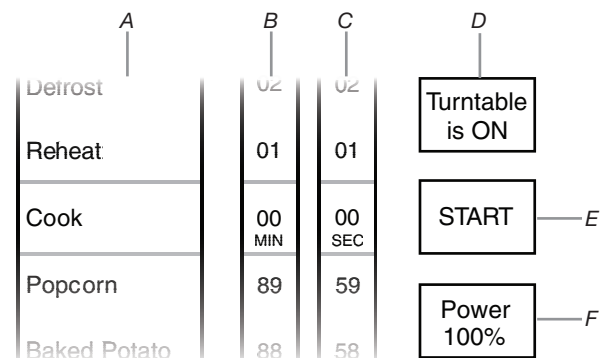 A B C D
Defrost 02 02
Turntable
is ON
Reheat 01 01
Cook 00 00 START E
MIN SEC
Popcorn 89 59
Power
100% F
Baked Potato 88 58